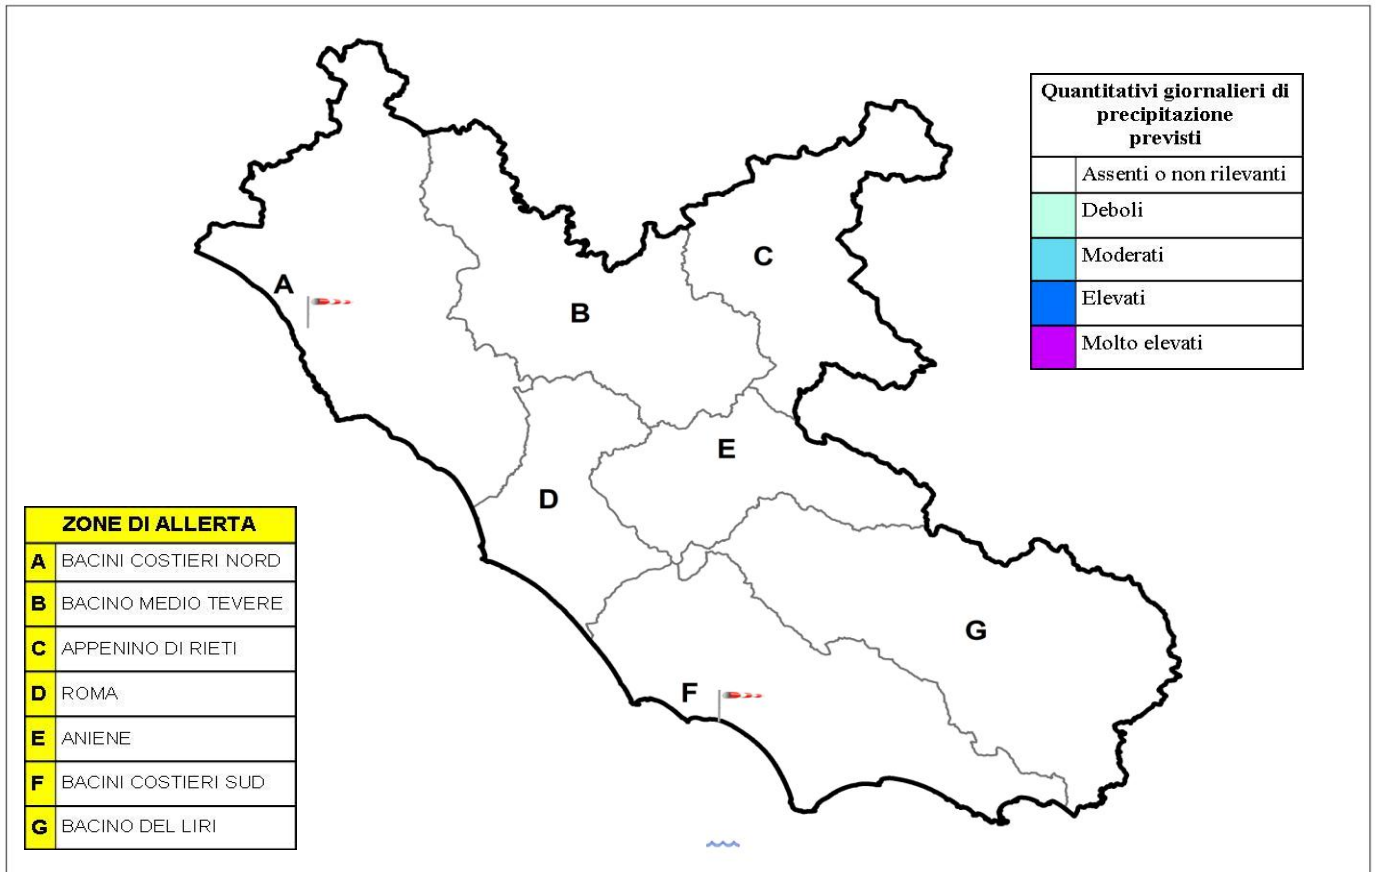 Quantitativi giornalieri di
precipitazione
previsti
Assenti o non rilevanti
Deboli
Moderati
Elevati
Molto elevati
A
B
C
D
E
F
G
ZONE DI ALLERTA
A BACINI COSTIERI NORD
B BACINO MEDIO TEVERE
C APPENINO DI RIETI
D ROMA
E ANIENE
F BACINI COSTIERI SUD
G BACINO DEL LIRI